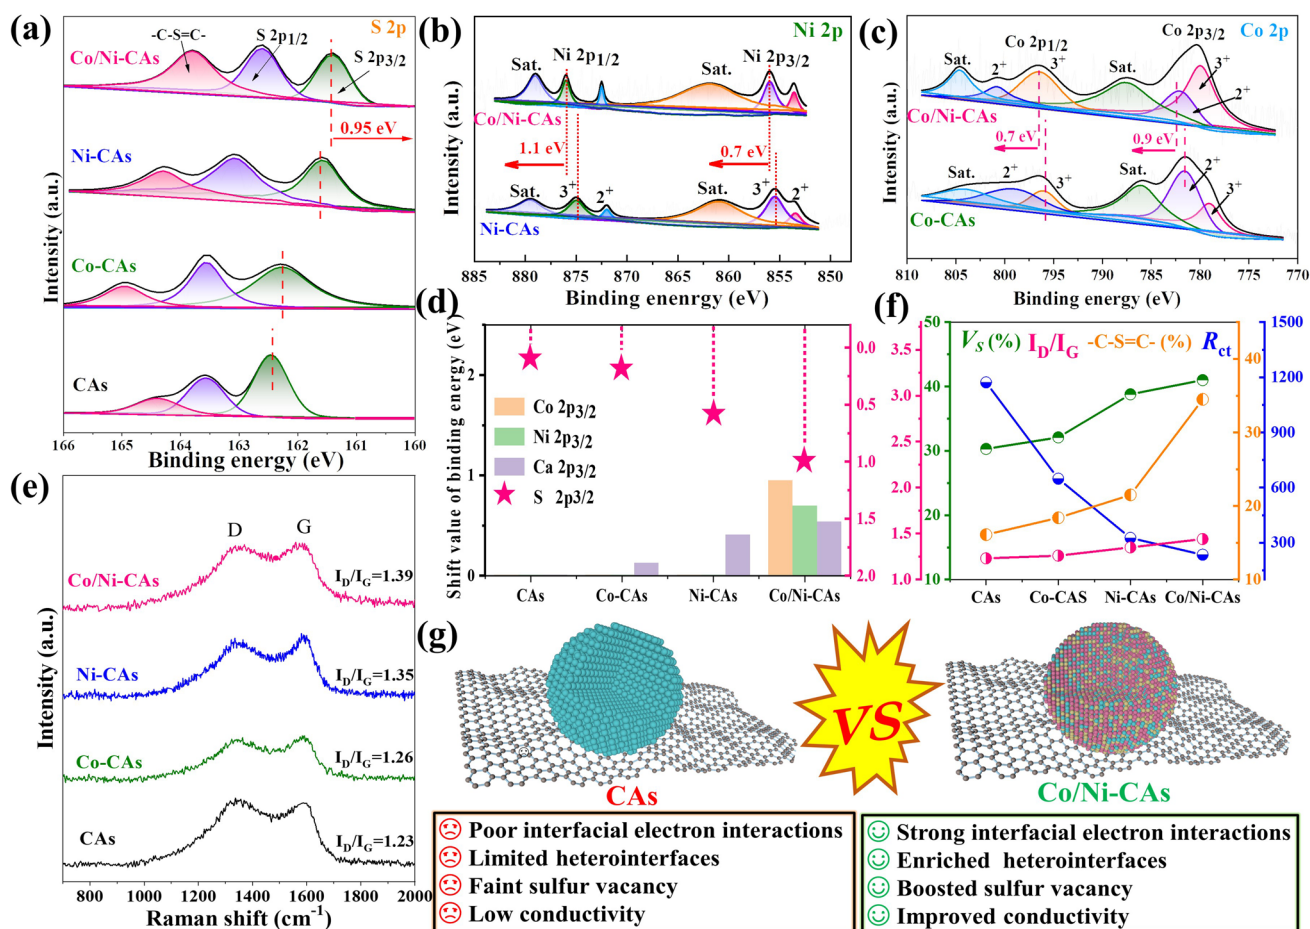 (a)
S 2p
-C-S=C-
S 2p1/2
S 2p3/2
Co/Ni-CAs
0.95 eV
Ni-CAs
Co-CAs
CAs
Intensity (a.u.)
166 165 164 163 162 161 160
Binding energy (eV)
(b)
Ni 2p
Ni 2p1/2
Ni 2p3/2
Sat.
Sat.
Co/Ni-CAs
1.1 eV
0.7 eV
Sat.
3+
2+
Sat.
3+
2+
Ni-CAs
Intensity (a.u.)
885 880 875 870 865 860 855 850
Binding enenrgy (eV)
(c)
Co 2p
Co 2p1/2
Co 2p3/2
Sat.
2+
3+
Sat.
3+
2+
Co/Ni-CAs
0.7 eV
0.9 eV
Sat.
2+
3+
Sat.
2+
3+
Co-CAs
Intensity (a.u.)
810 805 800 795 790 785 780 775 770
Binding enenrgy (eV)
(d)
Shift value of binding energy (eV)
2
1
0
0.0
0.5
1.0
1.5
2.0
Co 2p3/2
Ni 2p3/2
Ca 2p3/2
S 2p3/2
CAs Co-CAs Ni-CAs Co/Ni-CAs
(e)
D G
Co/Ni-CAs
ID/IG=1.39
Ni-CAs
ID/IG=1.35
Co-CAs
ID/IG=1.26
CAs
ID/IG=1.23
Intensity (a.u.)
800 1000 1200 1400 1600 1800 2000
Raman shift (cm-1)
(f)
VS (%) ID/IG -C-S=C- (%) Rct
50
40
30
20
10
3.5
3.0
2.5
2.0
1.5
1.0
40
30
20
10
1500
1200
900
600
300
CAs Co-CAS Ni-CAs Co/Ni-CAs
(g)
VS
CAs
Co/Ni-CAs
Poor interfacial electron interactions
Limited heterointerfaces
Faint sulfur vacancy
Low conductivity
Strong interfacial electron interactions
Enriched heterointerfaces
Boosted sulfur vacancy
Improved conductivity